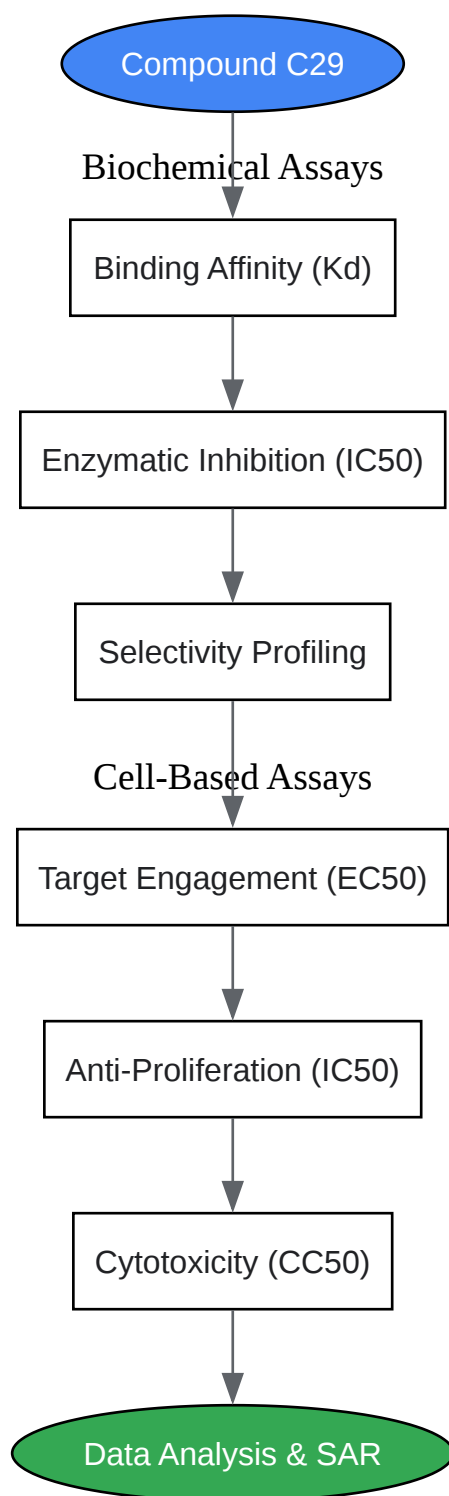 Compound C29
Biochemical Assays
Binding Affinity (Kd)
Enzymatic Inhibition (IC50)
Selectivity Profiling
Cell-Based Assays
Target Engagement (EC50)
Anti-Proliferation (IC50)
Cytotoxicity (CC50)
Data Analysis & SAR